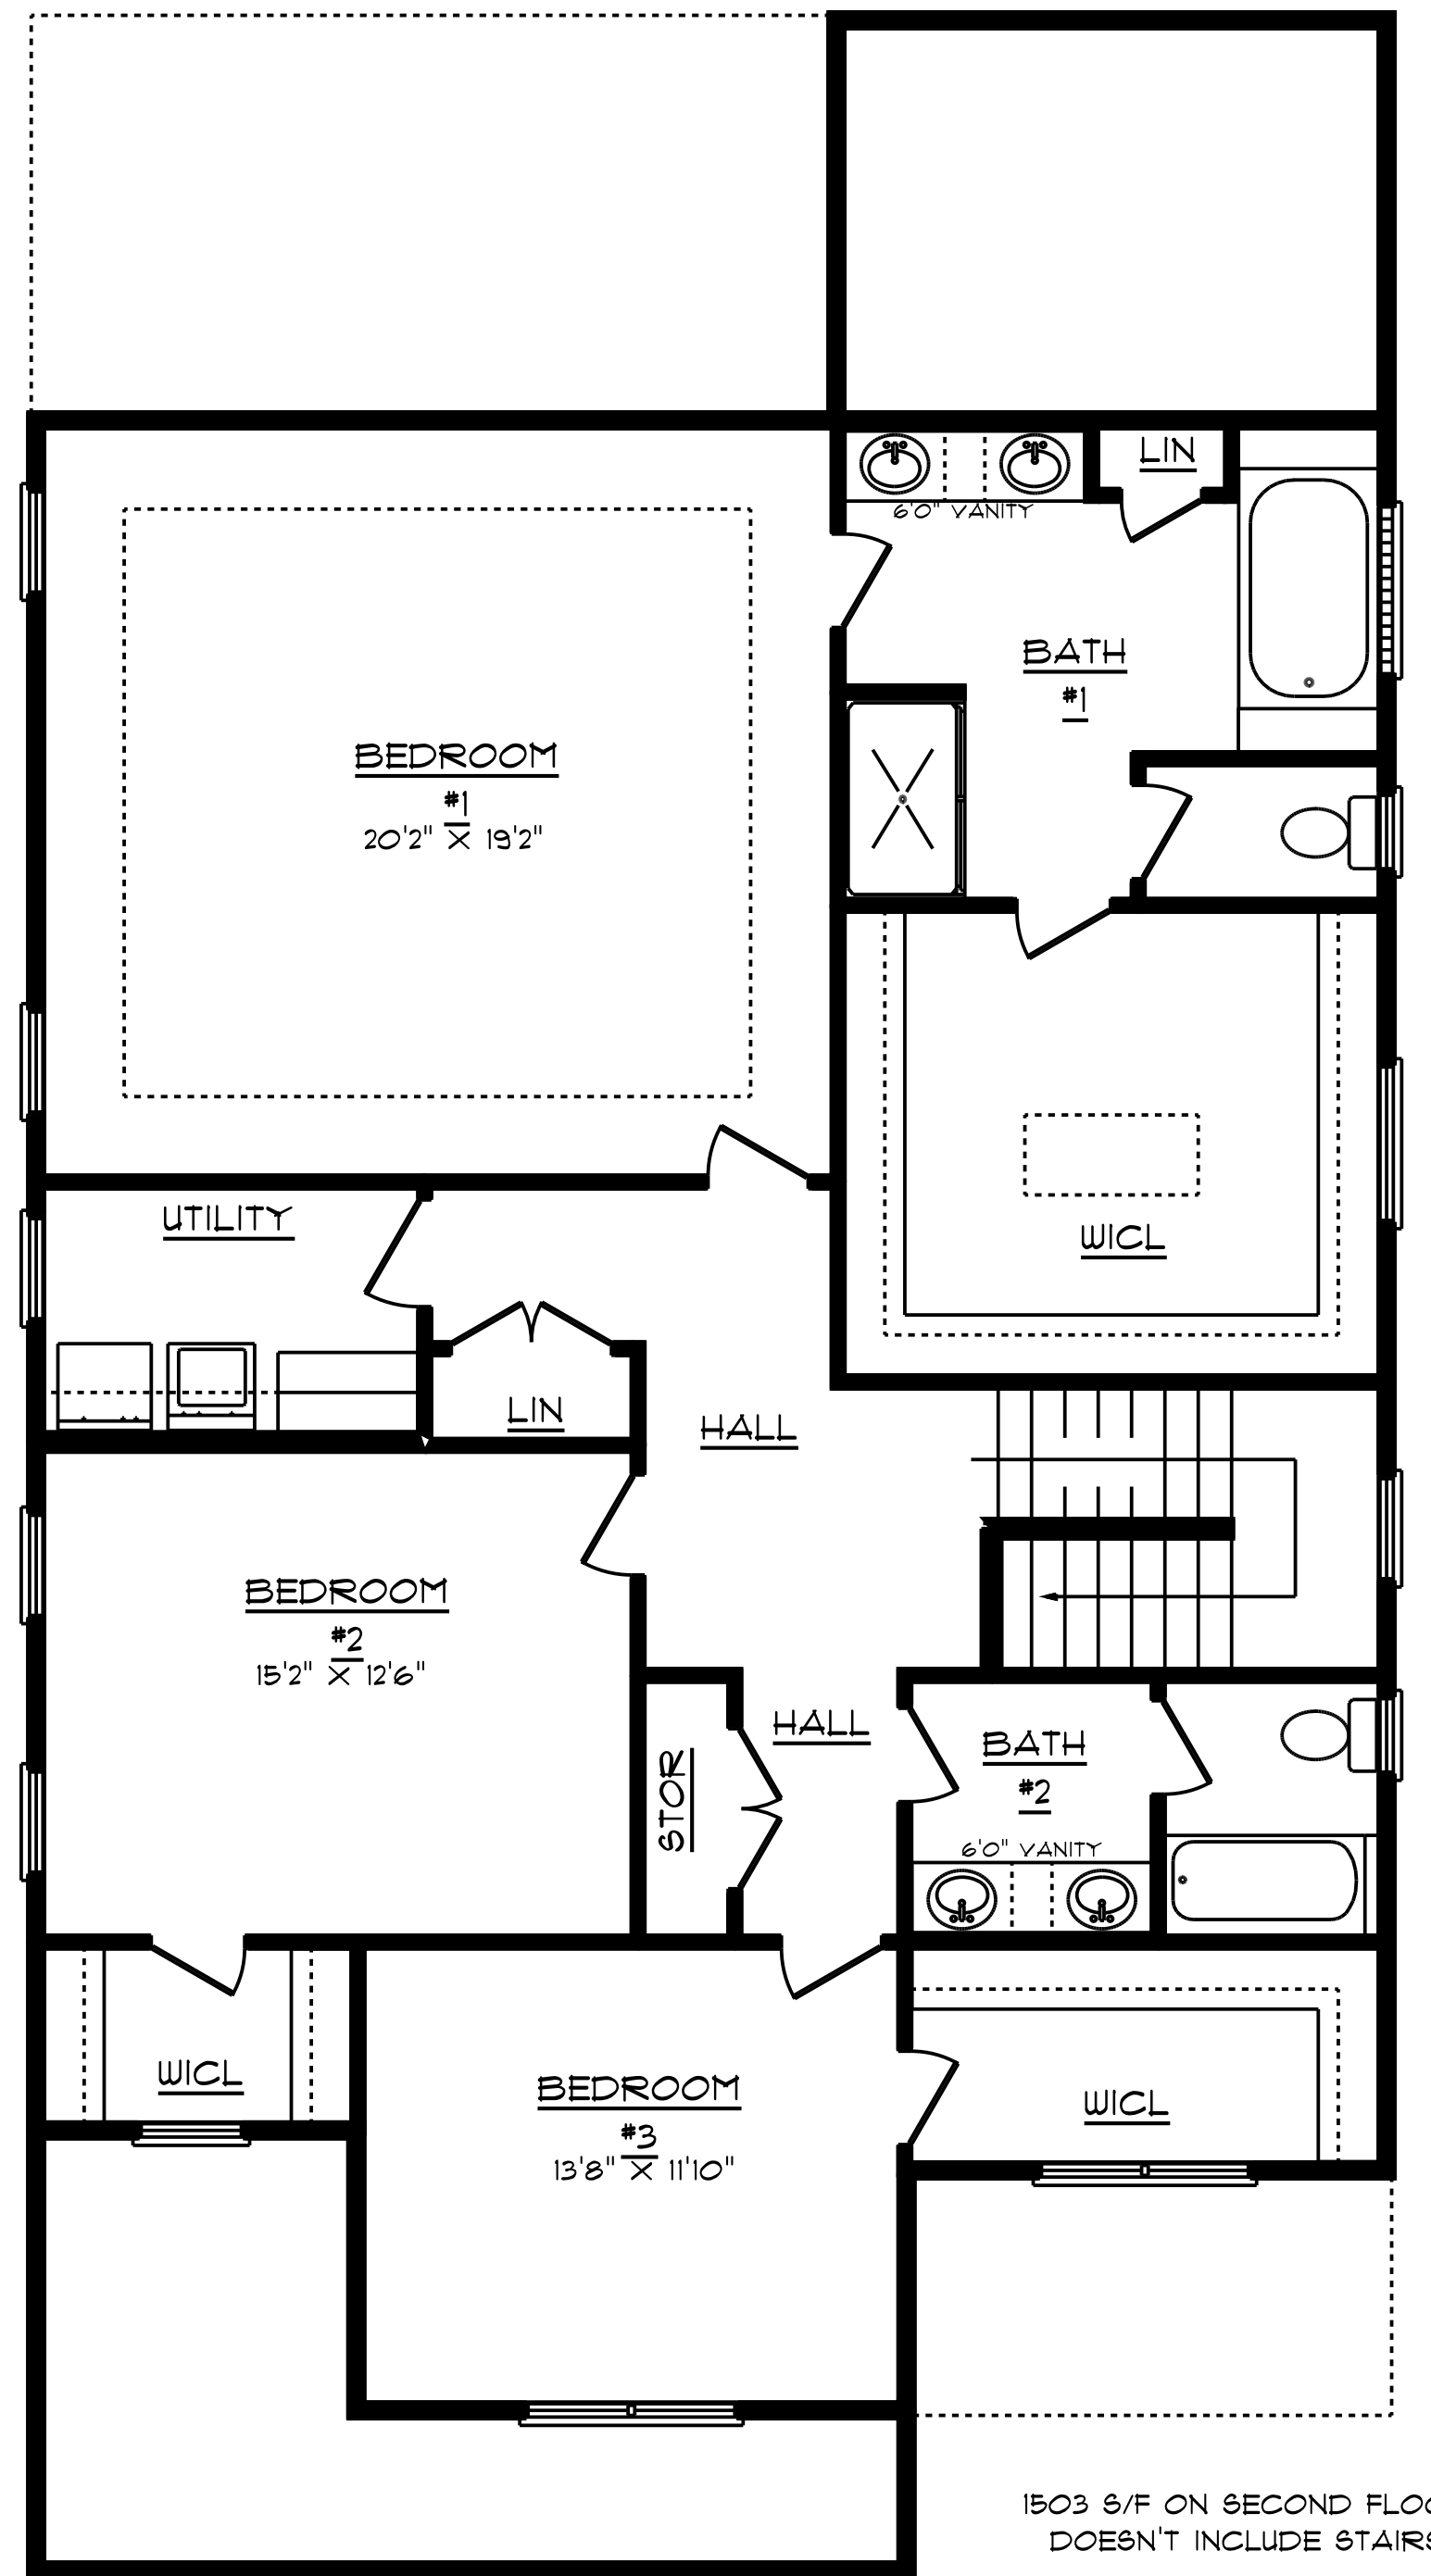 LIN
6'0" VANITY
BATH
#1
BEDROOM
#1
20'2" X 19'2"
UTILITY
WICL
LIN
HALL
BEDROOM
#2
15'2" X 12'6"
HALL
BATH
#2
STOR
6'0" VANITY
WICL
BEDROOM
#3
13'8" X 11'10"
WICL
1503 S/F ON SECOND
DOESN'T INCLUDE